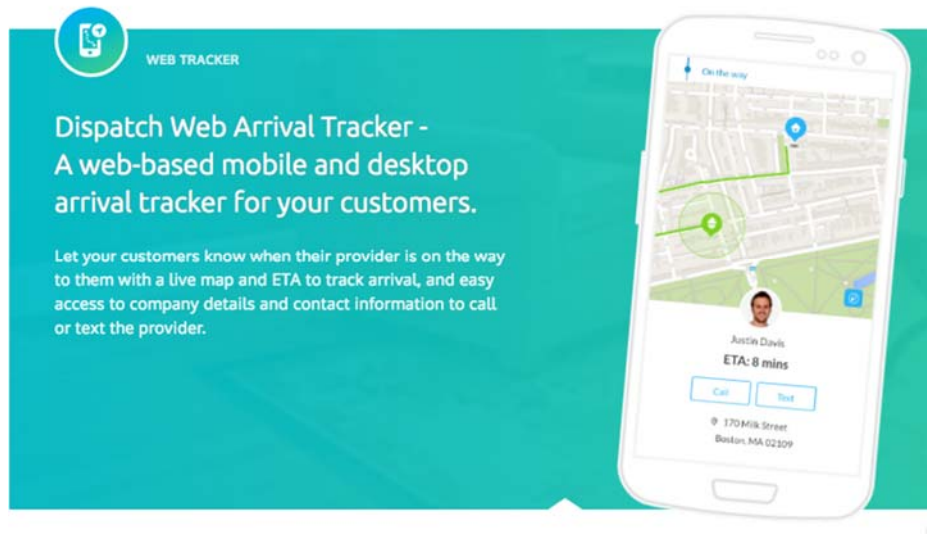 WEB TRACKER
Dispatch Web Arrival Tracker -
A web-based mobile and desktop
arrival tracker for your customers.
Let your customers know when their provider is on the way
to them with a live map and ETA to track arrival, and easy
access to company details and contact information to call
or text the provider.
On the way
Justin Davis
ETA: 8 mins
Call Text
170 Milk Street
Boston, MA 02109